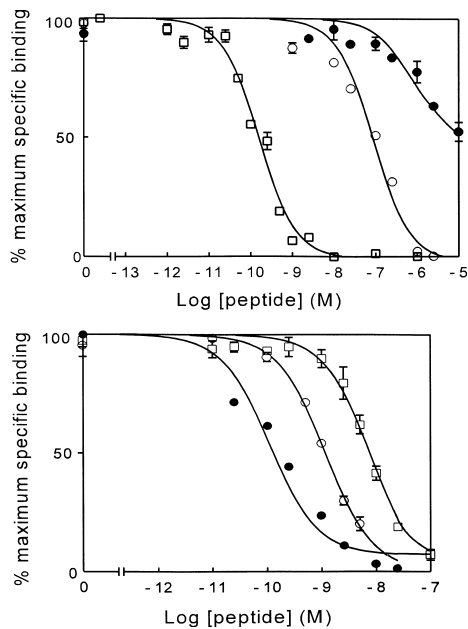 % maximum specific binding
100
50
0
0 -13 -12 -11 -10 -9 -8 -7 -6 -5
Log [peptide] (M)
% maximum specific binding
100
50
0
0 -12 -11 -10 -9 -8 -7
Log [peptide] (M)